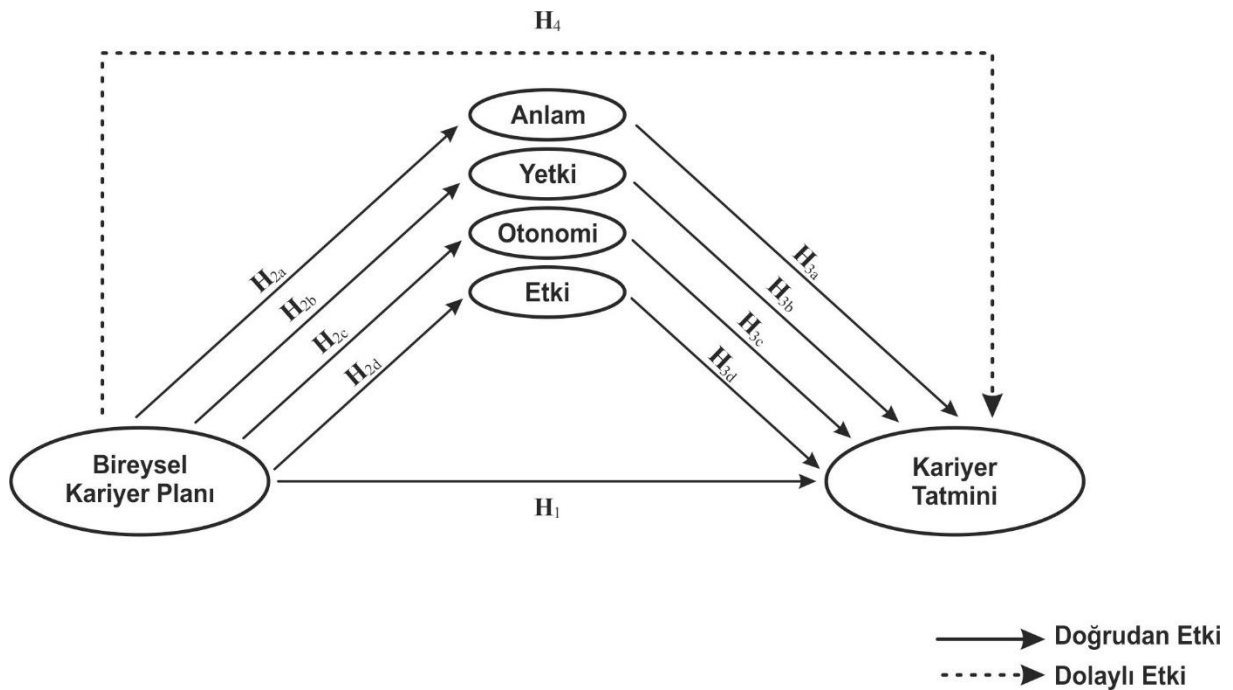 H₄
Anlam
Yetki
Otonomi
Etki
H₂ₐ
H₂b
H₂c
H₂d
H₃ₐ
H₃b
H₃c
H₃d
Bireysel
Kariyer Planı
Kariyer
Tatmini
H₁
Doğrudan Etki
Dolaylı Etki